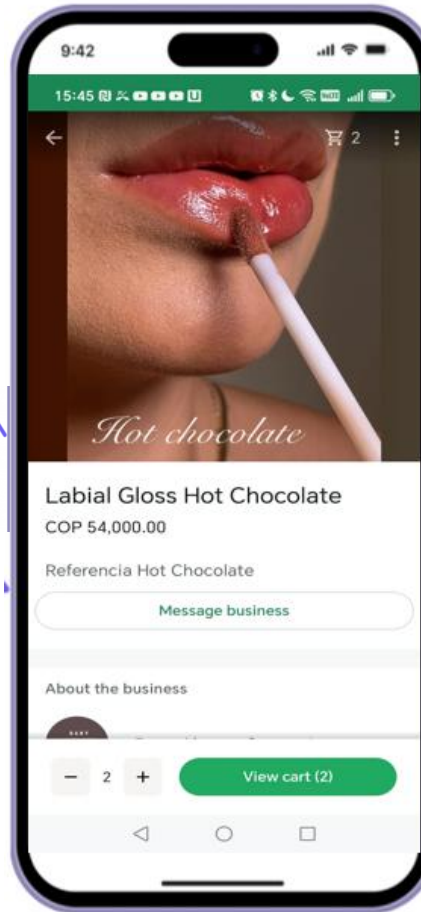 9:42
15:45
2
Hot chocolate
Labial Gloss Hot Chocolate
COP 54,000.00
Referencia Hot Chocolate
Message business
About the business
2
View cart (2)